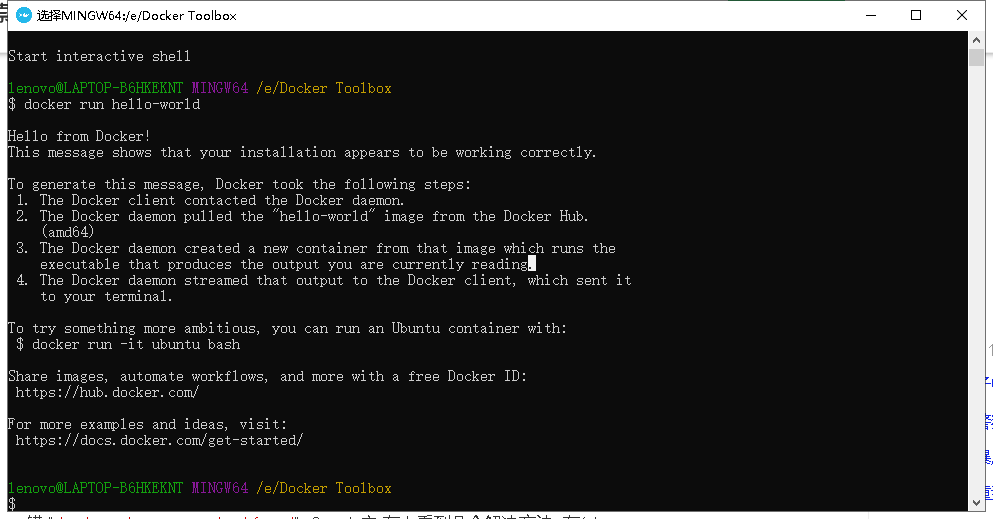 选择MINGW64:/e/Docker Toolbox
Start interactive shell
lenovo@LAPTOP-B6HKEKNT MINGW64 /e/Docker Toolbox
$ docker run hello-world
Hello from Docker!
This message shows that your installation appears to be working correctly.
To generate this message, Docker took the following steps:
1. The Docker client contacted the Docker daemon.
2. The Docker daemon pulled the "hello-world" image from the Docker Hub.
(amd64)
3. The Docker daemon created a new container from that image which runs the
executable that produces the output you are currently reading.
4. The Docker daemon streamed that output to the Docker client, which sent it
to your terminal.
To try something more ambitious, you can run an Ubuntu container with:
$ docker run -it ubuntu bash
Share images, automate workflows, and more with a free Docker ID:
https://hub.docker.com/
For more examples and ideas, visit:
https://docs.docker.com/get-started/
lenovo@LAPTOP-B6HKEKNT MINGW64 /e/Docker Toolbox
$